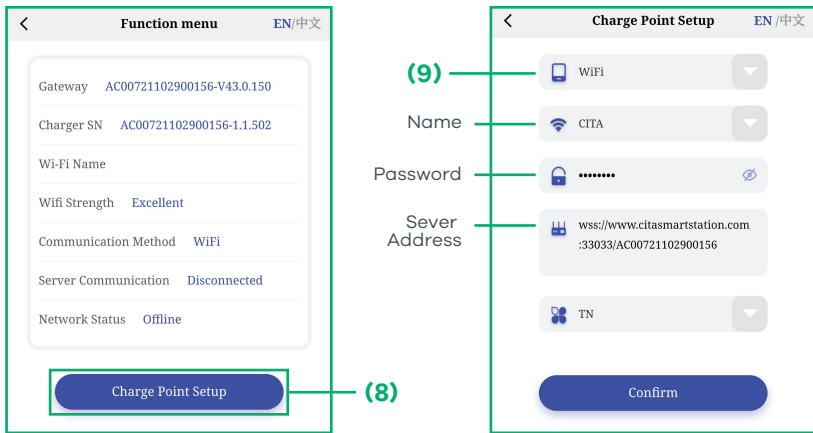 Function menu
EN/中文
Gateway AC00721102900156-V43.0.150
Charger SN AC00721102900156-1.1.502
Wi-Fi Name
Wifi Strength Excellent
Communication Method WiFi
Server Communication Disconnected
Network Status Offline
Charge Point Setup
(8)
Charge Point Setup
EN /中文
(9)
WiFi
Name
CITA
Password
••••••••
Sever
Address
wss://www.citasmartstation.com
:33033/AC00721102900156
TN
Confirm